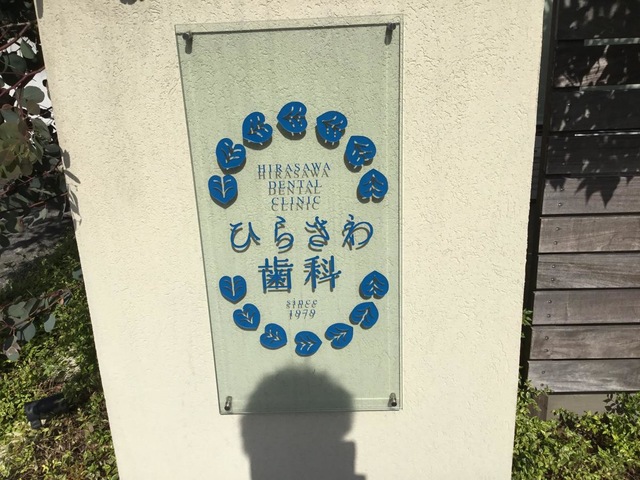 HIRASAWA
DENTAL
CLINIC
ひらさわ
歯科
SINCE
1979